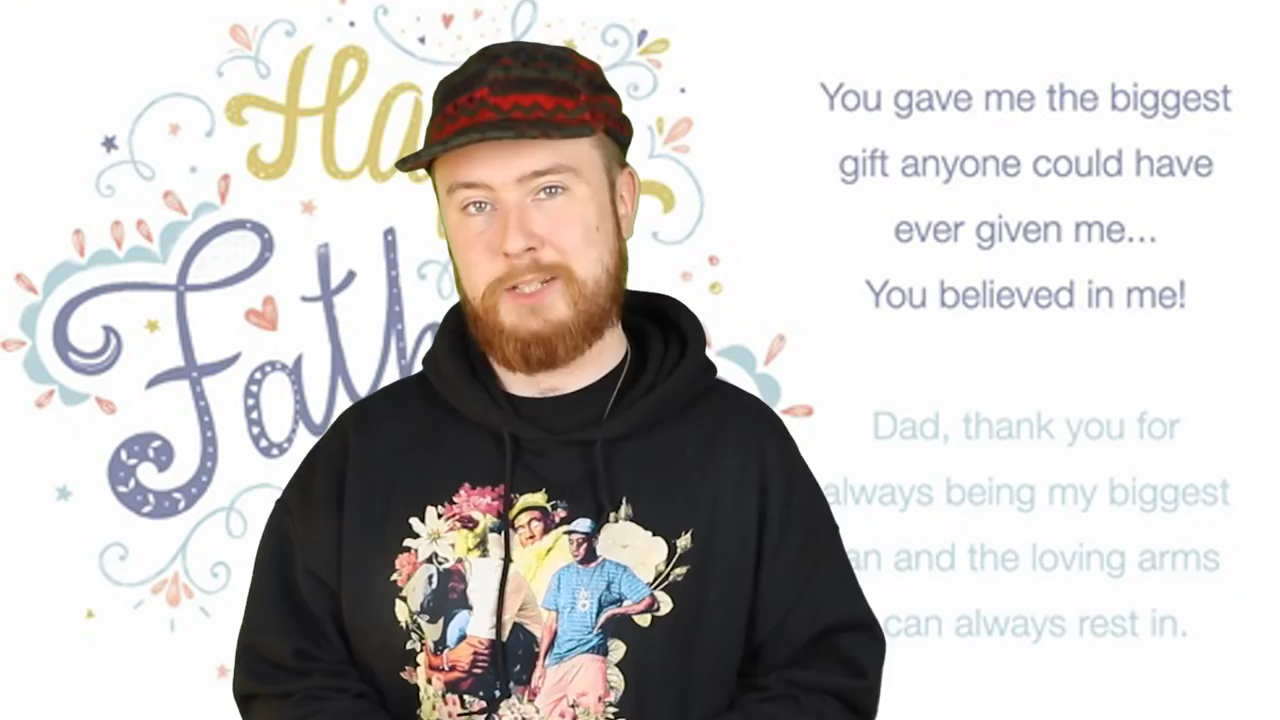 Ha
Fath
You gave me the biggest
gift anyone could have
ever given me...
You believed in me!
Dad, thank you for
always being my biggest
an and the loving arms
can always rest in.